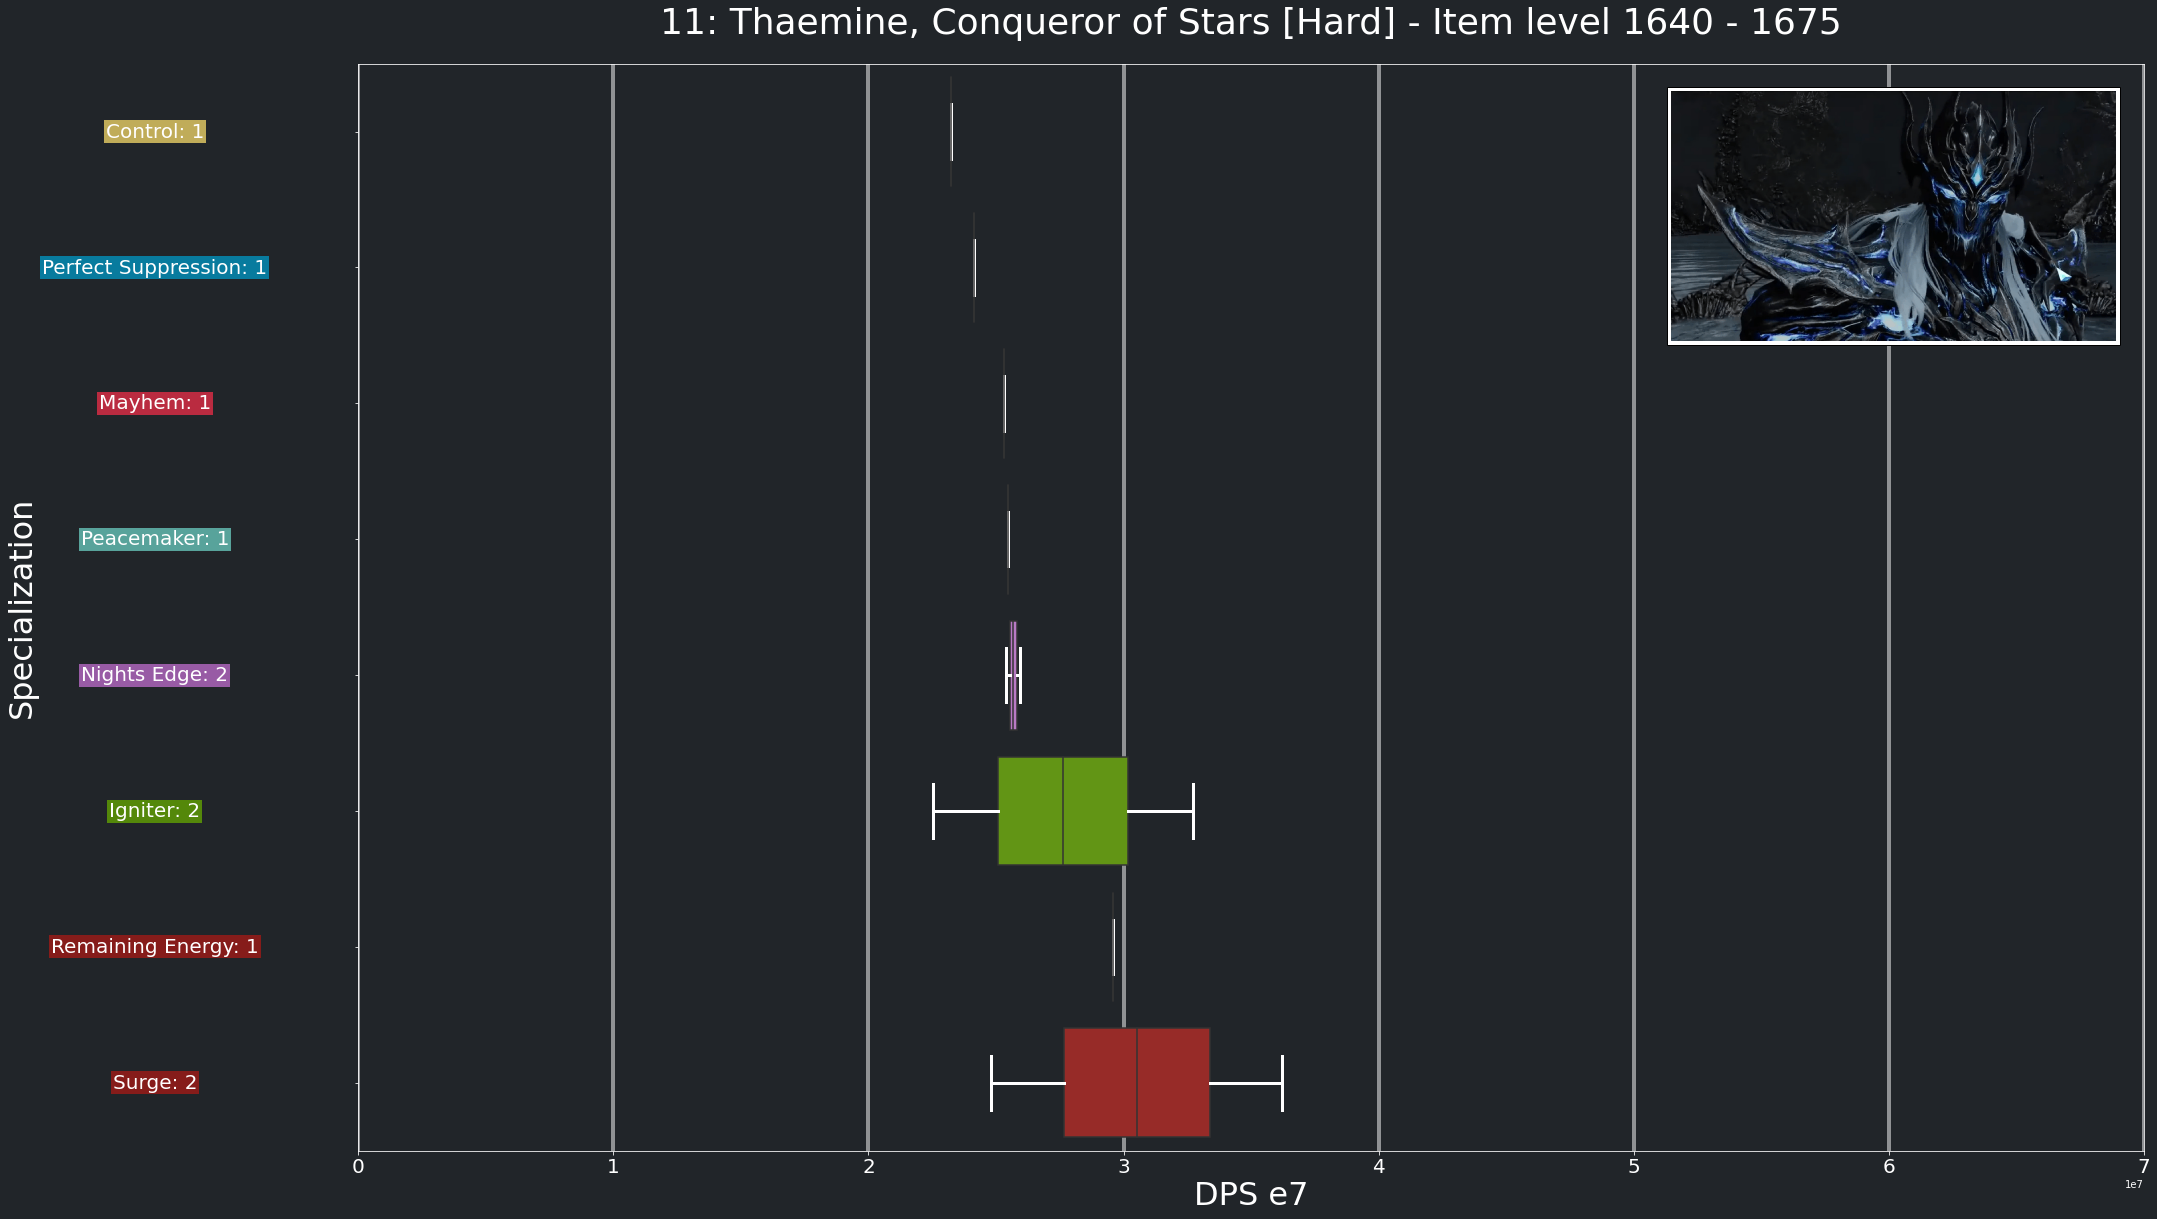 11: Thaemine, Conqueror of Stars [Hard] - Item level 1640 - 1675
Specialization
Control: 1
Perfect Suppression: 1
Mayhem: 1
Peacemaker: 1
Nights Edge: 2
Igniter: 2
Remaining Energy: 1
Surge: 2
0 1 2 3 4 5 6 7
1e7
DPS e7